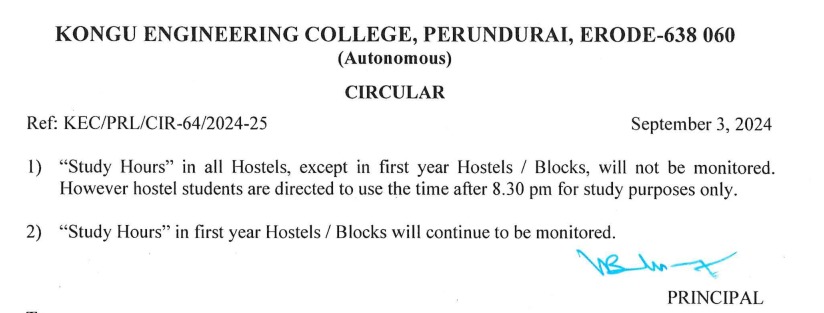 KONGU ENGINEERING COLLEGE, PERUNDURAI, ERODE-638 060
(Autonomous)
CIRCULAR
Ref: KEC/PRL/CIR-64/2024-25
September 3, 2024
1) “Study Hours” in all Hostels, except in first year Hostels / Blocks, will not be monitored.
However hostel students are directed to use the time after 8.30 pm for study purposes only.
2) “Study Hours” in first year Hostels / Blocks will continue to be monitored.
PRINCIPAL